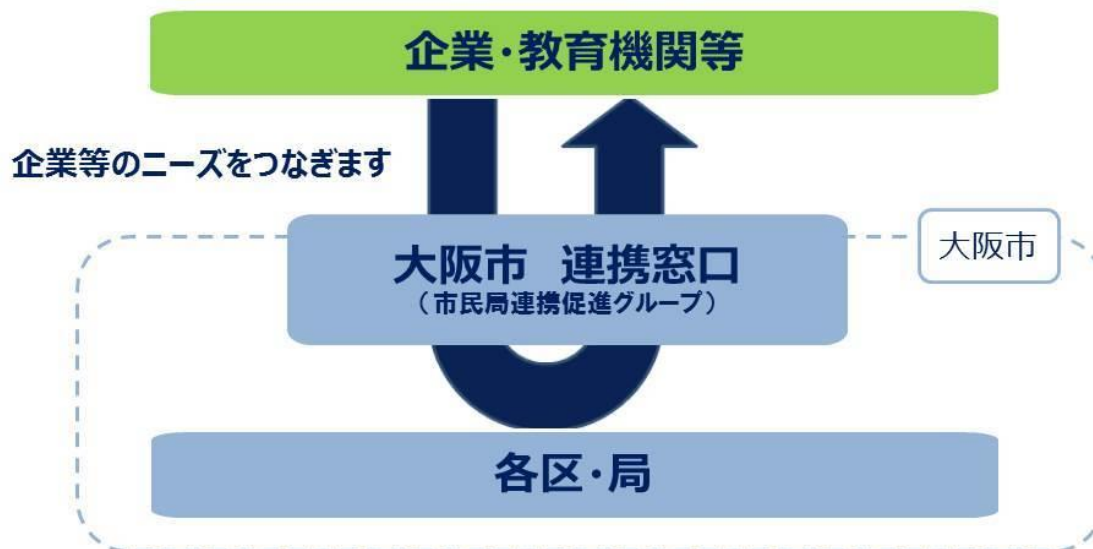 企業・教育機関等
企業等のニーズをつなぎます
大阪市
大阪市　連携窓口
（市民局連携促進グループ）
各区・局